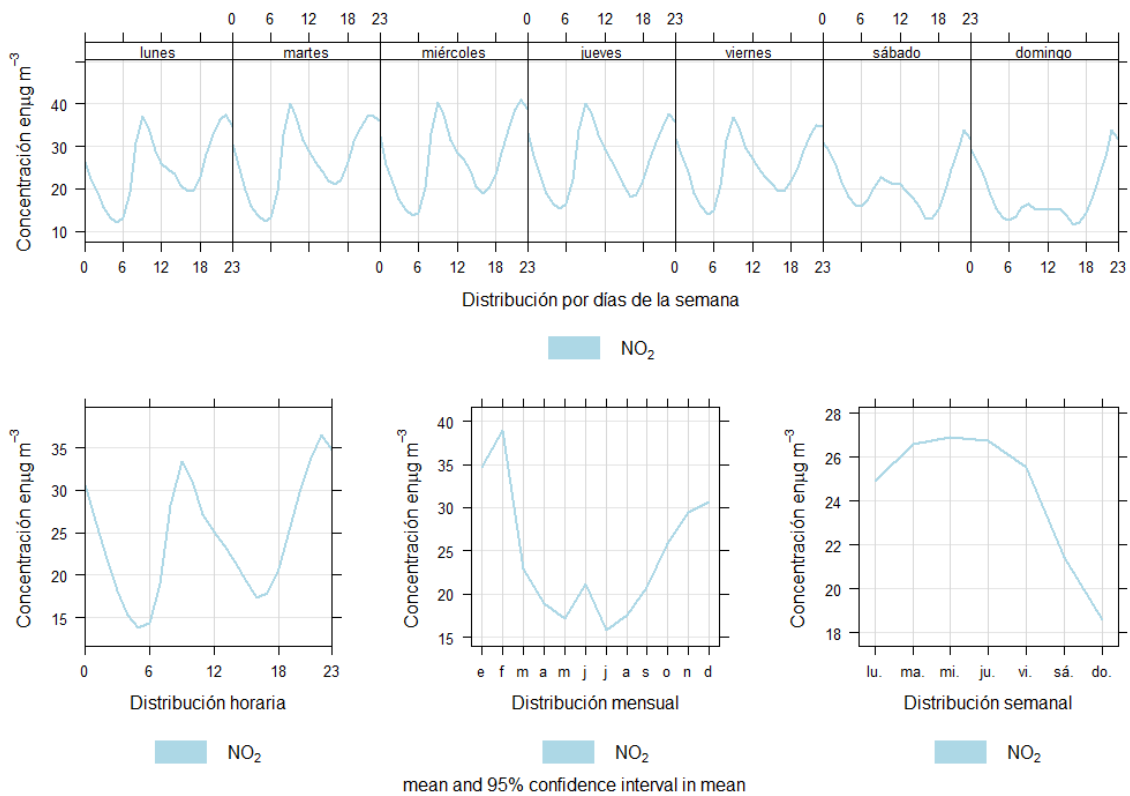 0 6 12 18 23 0 6 12 18 23 0 6 12 18 23
lunes martes miércoles jueves viernes sábado domingo
Concentración enµg m⁻³
40
30
20
10
0 6 12 18 23 0 6 12 18 23 0 6 12 18 23 0 6 12 18 23
Distribución por días de la semana
NO₂
Concentración enµg m⁻³
35
30
25
20
15
0 6 12 18 23
Distribución horaria
NO₂
Concentración enµg m⁻³
40
35
30
25
20
15
e f m a m j j a s o n d
Distribución mensual
NO₂
Concentración enµg m⁻³
28
26
24
22
20
18
lu. ma. mi. ju. vi. sá. do.
Distribución semanal
NO₂
mean and 95% confidence interval in mean